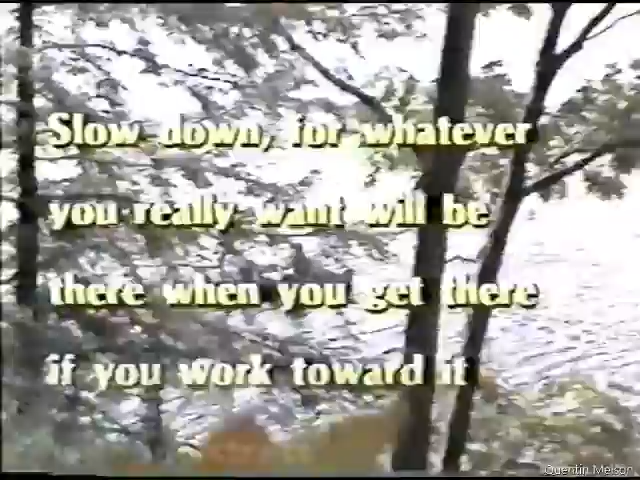 Slow down, for whatever
you really want will be
there when you get there
if you work toward it
Quentin Melson